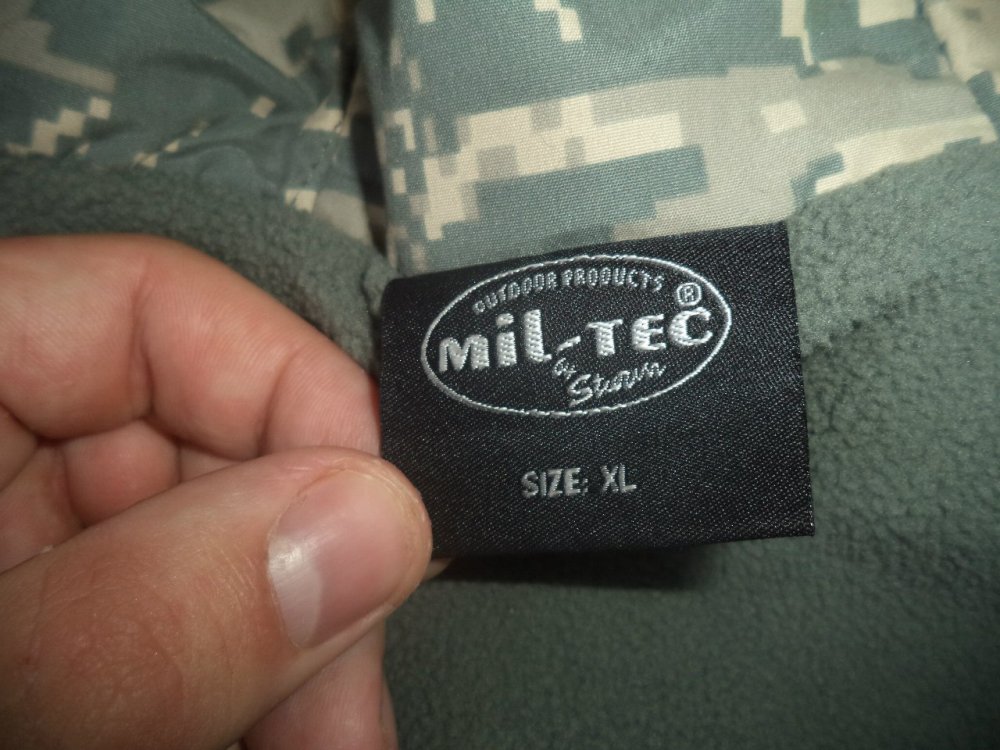 OUTDOOR PRODUCTS
MiL-TEC ®
by Sturm
SIZE: XL